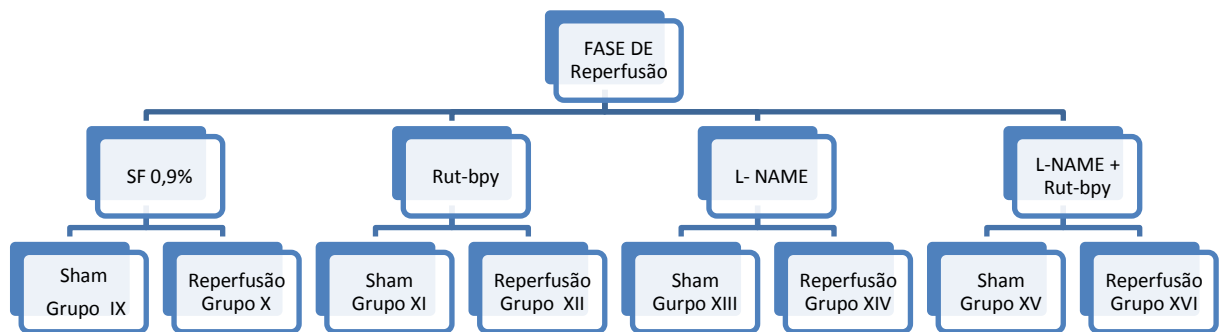 FASE DE
Reperfusão
SF 0,9%
Rut-bpy
L- NAME
L-NAME +
Rut-bpy
Sham
Grupo IX
Reperfusão
Grupo X
Sham
Grupo XI
Reperfusão
Grupo XII
Sham
Gurpo XIII
Reperfusão
Grupo XIV
Sham
Grupo XV
Reperfusão
Grupo XVI